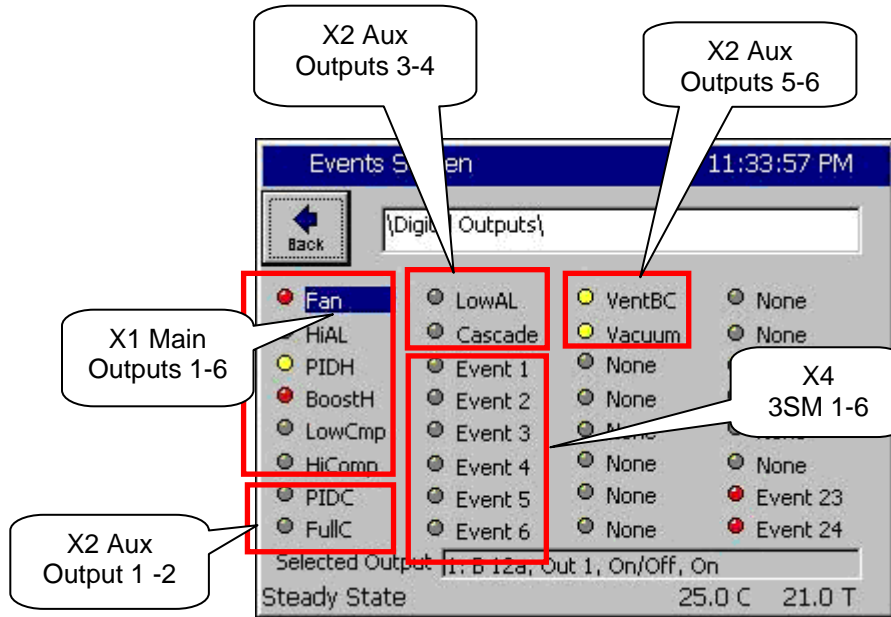 X2 Aux
Outputs 3-4
X2 Aux
Outputs 5-6
Events S en
11:33:57 PM
Back
\Digit Outputs\
Fan
LowAL
VentBC
None
HiAL
Cascade
Vacuum
None
X1 Main
Outputs 1-6
PIDH
Event 1
None
BoostH
Event 2
None
X4
3SM 1-6
LowCmp
Event 3
None
None
HiComp
Event 4
None
None
PIDC
Event 5
None
Event 23
FullC
Event 6
None
Event 24
X2 Aux
Output 1 -2
Selected Output 1: B 12a, Out 1, On/Off, On
Steady State
25.0 C 21.0 T